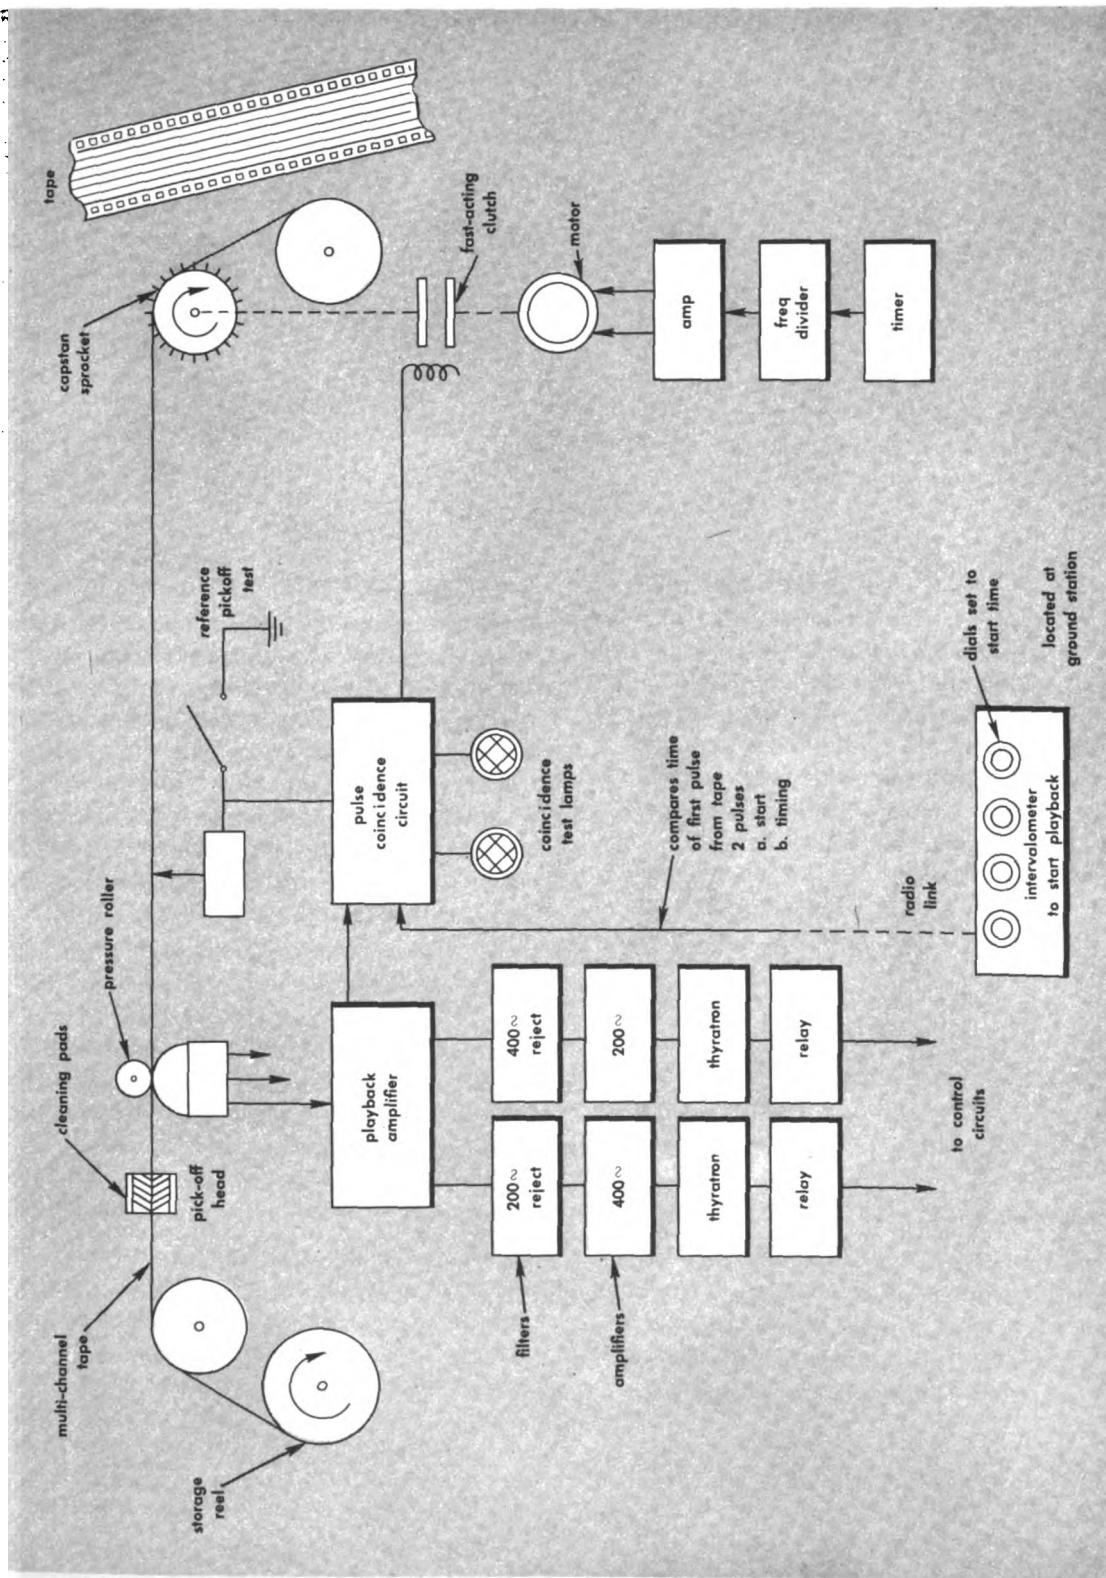 storage
reel
multi-channel
tape
cleaning pads
pressure roller
pick-off
head
reference
pickoff
test
capstan
sprocket
tape
fast-acting
clutch
motor
amp
freq
divider
timer
playback
amplifier
pulse
coincidence
circuit
coincidence
test lamps
compares time
of first pulse
from tape
2 pulses
a. start
b. timing
filters
200~
reject
400~
reject
amplifiers
400~
200~
thyratron
thyratron
relay
relay
to control
circuits
radio
link
intervalometer
to start playback
dials set to
start time
located at
ground station